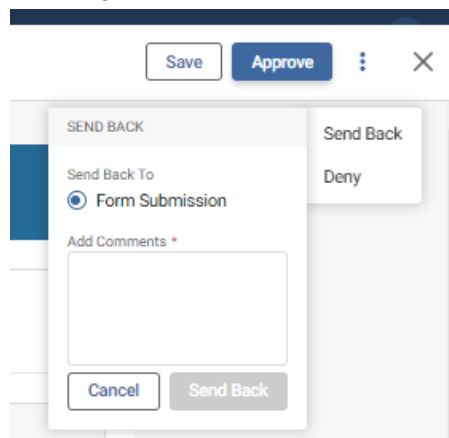 Save
Approve
SEND BACK
Send Back To
Form Submission
Add Comments *
Cancel
Send Back
Send Back
Deny